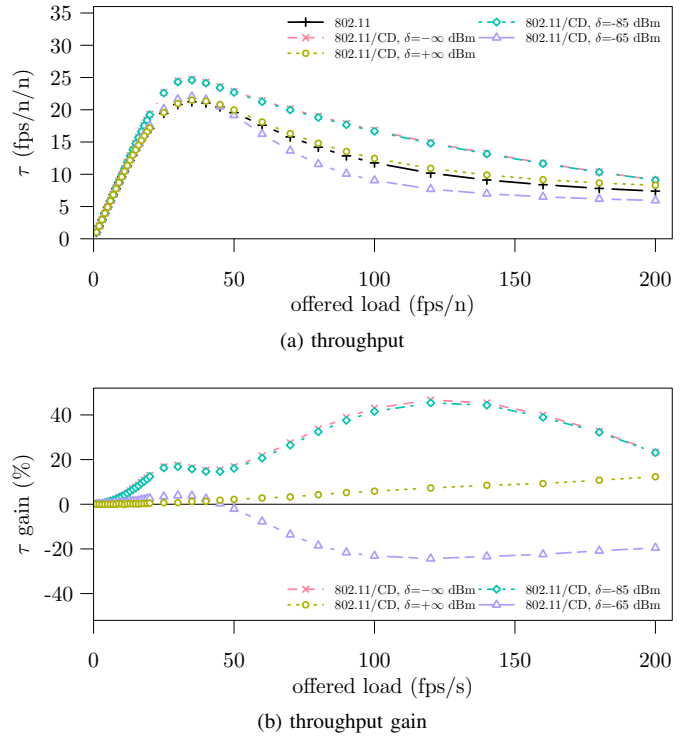 35
30
25
20
15
10
5
0
τ (fps/n/n)
802.11
802.11/CD, δ=−∞ dBm
802.11/CD, δ=+∞ dBm
802.11/CD, δ=-85 dBm
802.11/CD, δ=-65 dBm
0 50 100 150 200
offered load (fps/n)
(a) throughput
40
20
0
-20
-40
τ gain (%)
802.11/CD, δ=−∞ dBm
802.11/CD, δ=+∞ dBm
802.11/CD, δ=-85 dBm
802.11/CD, δ=-65 dBm
0 50 100 150 200
offered load (fps/s)
(b) throughput gain